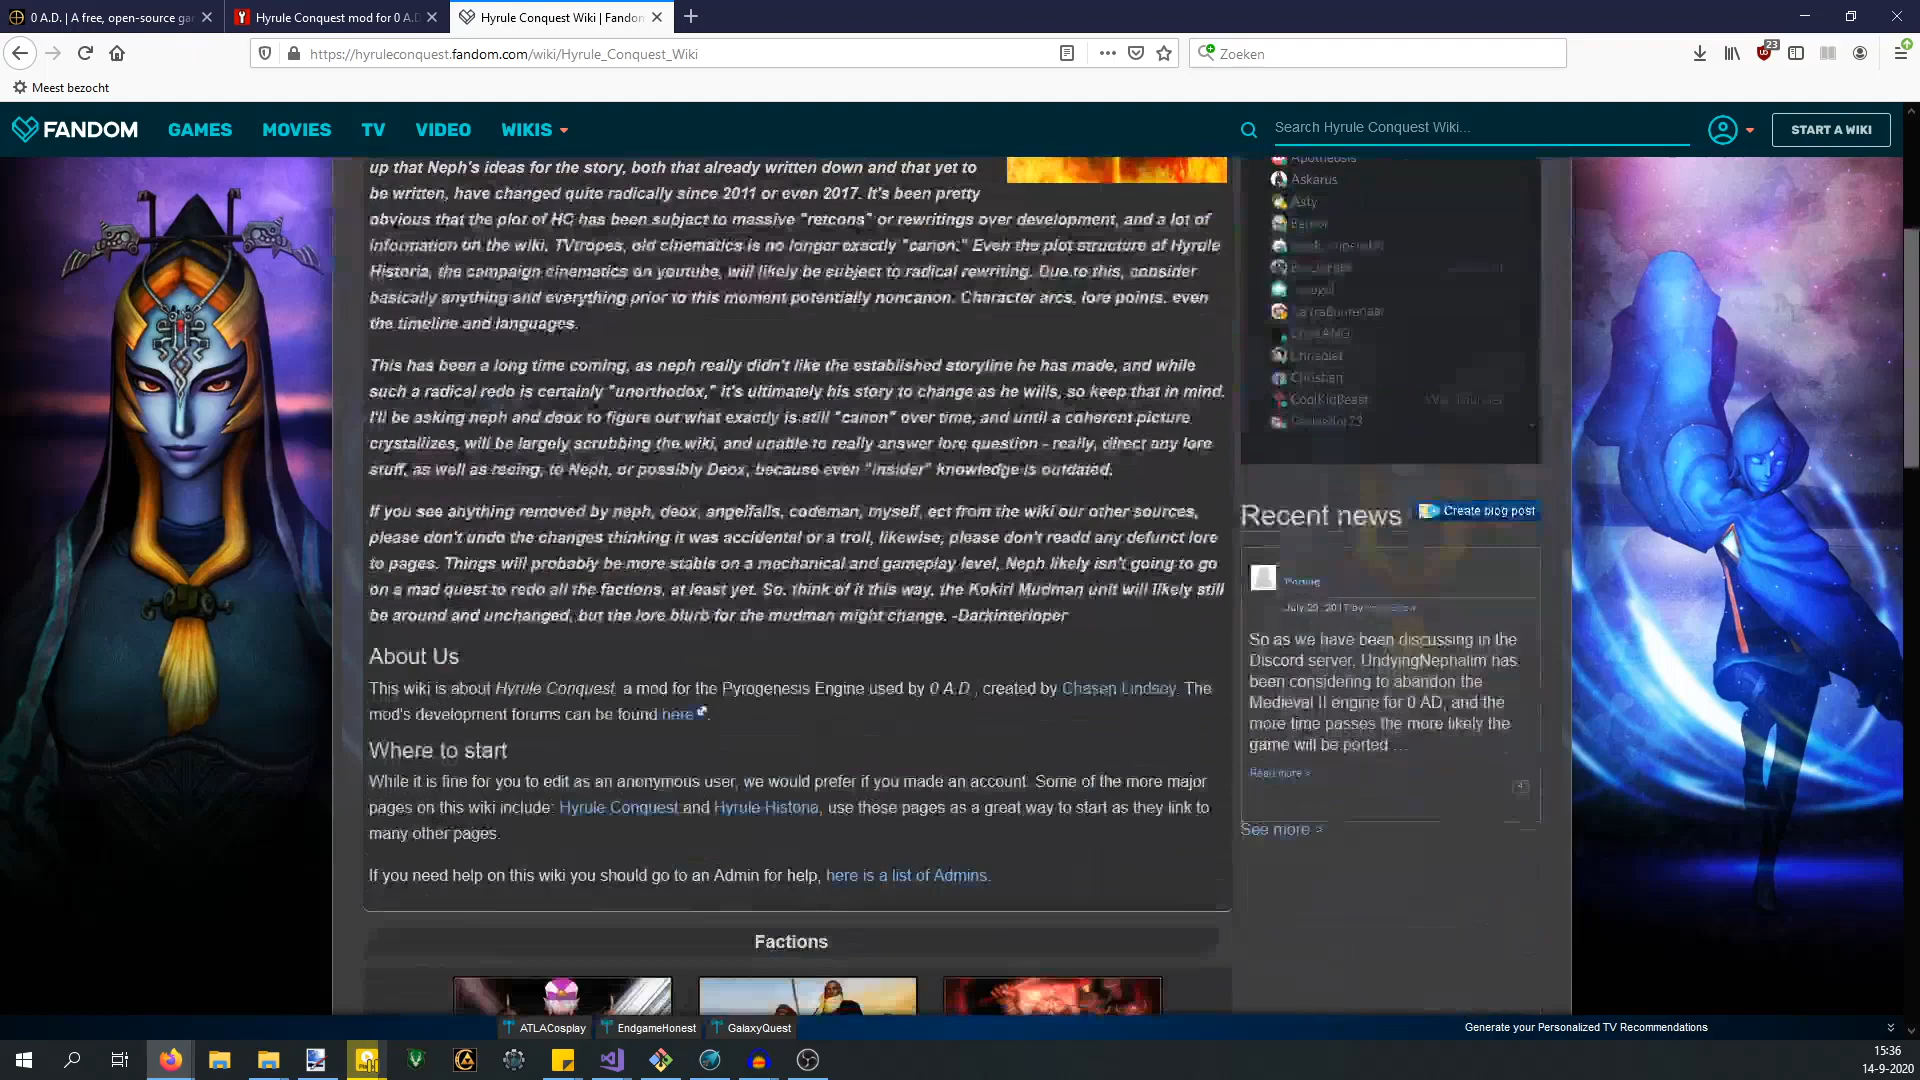 0 A.D. | A free, open-source ga
Hyrule Conquest mod for 0 A.D
Hyrule Conquest Wiki | Fandom
https://hyruleconquest.fandom.com/wiki/Hyrule_Conquest_Wiki
Zoeken
23
Meest bezocht
FANDOM
GAMES
MOVIES
TV
VIDEO
WIKIS
Search Hyrule Conquest Wiki...
START A WIKI
up that Neph's ideas for the story, both that already written down and that yet to
be written, have changed quite radically since 2011 or even 2017. It's been pretty
obvious that the plot of HC has been subject to massive "retcons" or rewritings over development, and a lot of
information on the wiki, TVtropes, old cinematics is no longer exactly "canon." Even the plot structure of Hyrule
Historia, the campaign cinematics on youtube, will likely be subject to radical rewriting. Due to this, consider
basically anything and everything prior to this moment potentially noncanon. Character arcs, lore points, even
the timeline and languages.
This has been a long time coming, as neph really didn't like the established storyline he has made, and while
such a radical redo is certainly "unorthodox," it's ultimately his story to change as he wills, so keep that in mind.
I'll be asking neph and deox to figure out what exactly is still "canon" over time, and until a coherent picture
crystallizes, will be largely scrubbing the wiki, and unable to really answer lore question - really, direct any lore
stuff, as well as to Neph, or possibly Deox, because even "insider" knowledge is outdated.
If you see anything removed by neph, deox, angelfalls, codeman, myself, ect from the wiki our other sources,
please don't undo the changes thinking it was accidental or a troll, likewise, please don't readd any defunct lore
to pages. Things will probably be more stable on a mechanical and gameplay level, Neph likely isn't going to go
on a mad quest to redo all the factions, at least yet. So, think of it this way, the Kokiri Mudman unit will likely still
be around and unchanged, but the lore blurb for the mudman might change. -Darkinterloper
About Us
This wiki is about Hyrule Conquest, a mod for the Pyrogenesis Engine used by 0 A.D., created by Chasen Lindsey. The
mod's development forums can be found here.
Where to start
While it is fine for you to edit as an anonymous user, we would prefer if you made an account. Some of the more major
pages on this wiki include: Hyrule Conquest and Hyrule Historia, use these pages as a great way to start as they link to
many other pages.
If you need help on this wiki you should go to an Admin for help, here is a list of Admins.
Factions
Apotheosis
Askarus
Asty
Christian
CoolKidBeast
Recent news
Create blog post
July 29, 2017 by
So as we have been discussing in the
Discord server, UndyingNephalim has
been considering to abandon the
Medieval II engine for 0 AD, and the
more time passes the more likely the
game will be ported ...
Read more >
4
See more >
ATLACosplay
EndgameHonest
GalaxyQuest
Generate your Personalized TV Recommendations
15:36
14-9-2020